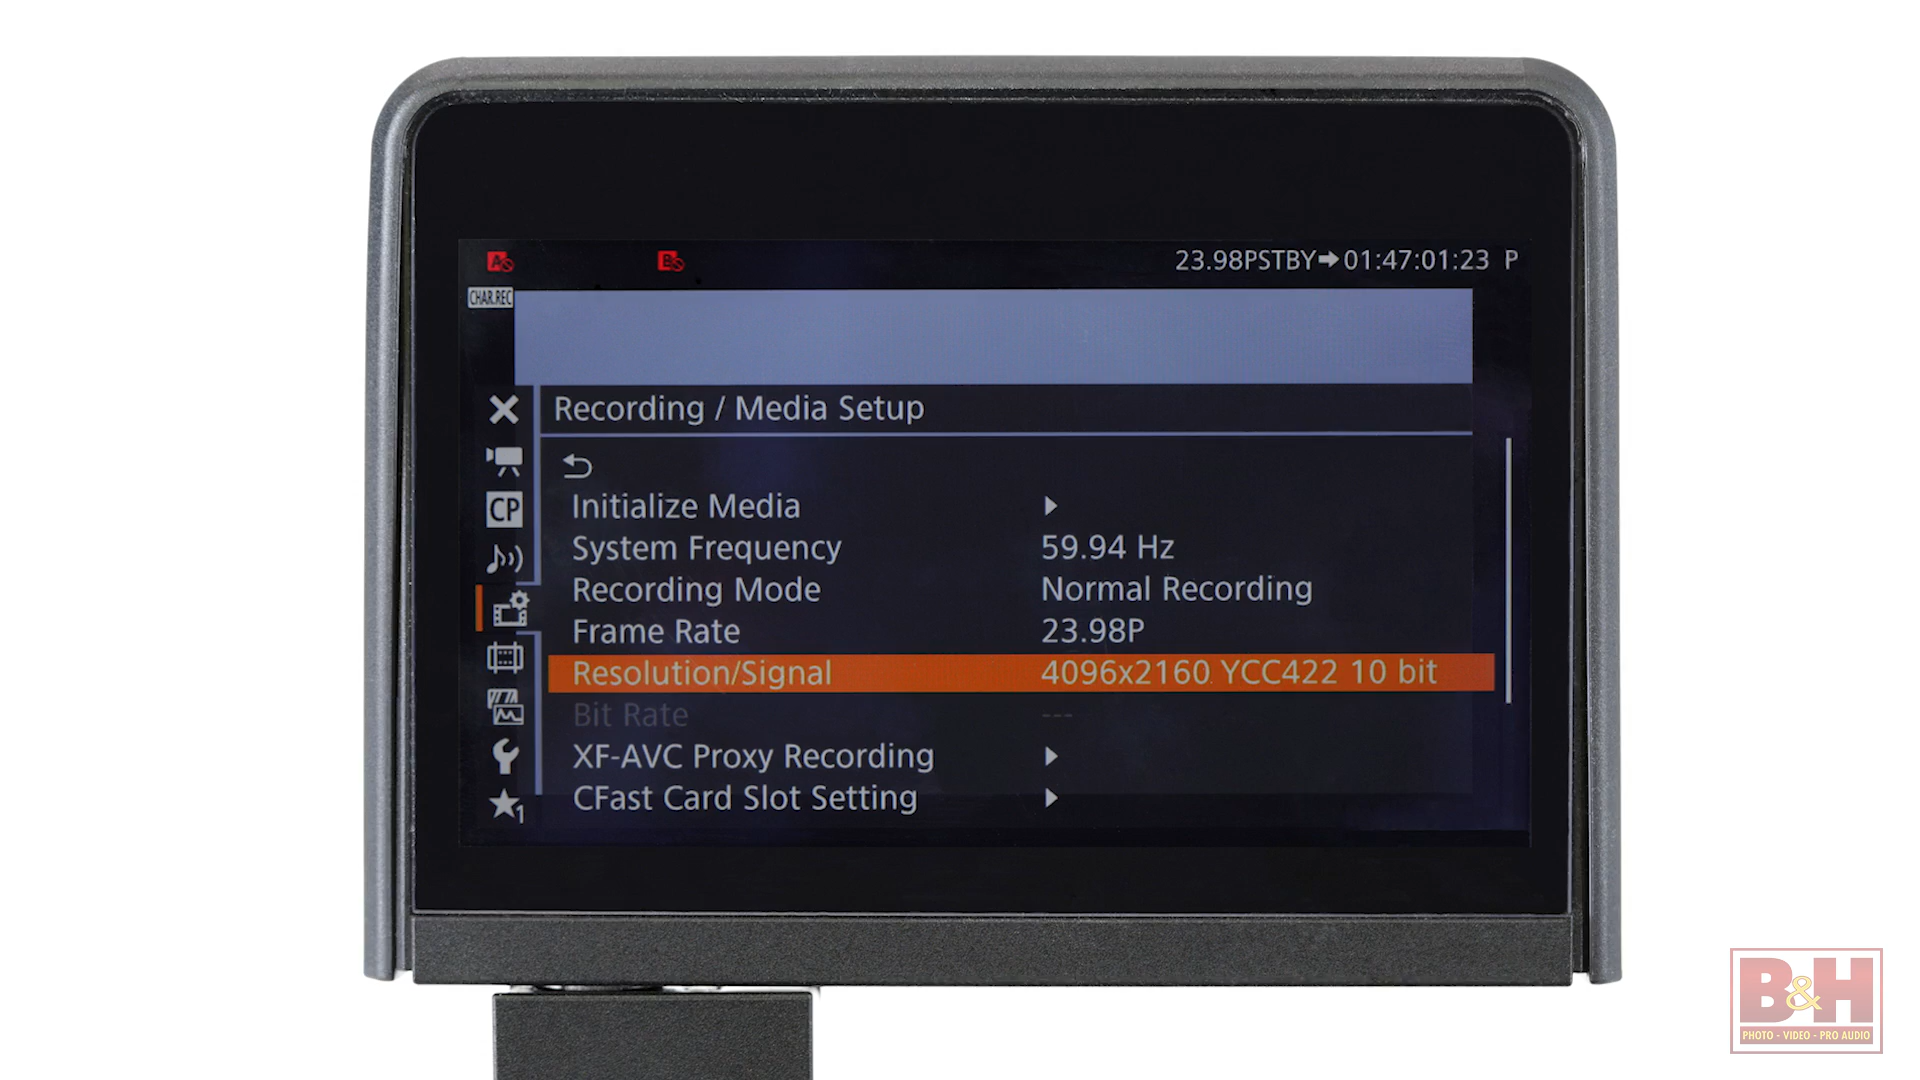 A B 23.98PSTBY➡01:47:01:23 P
CHAR.REC
Recording / Media Setup
CP
Initialize Media
System Frequency 59.94 Hz
Recording Mode Normal Recording
Frame Rate 23.98P
Resolution/Signal 4096x2160 YCC422 10 bit
Bit Rate ---
XF-AVC Proxy Recording
CFast Card Slot Setting
1
B&H
PHOTO - VIDEO - PRO AUDIO